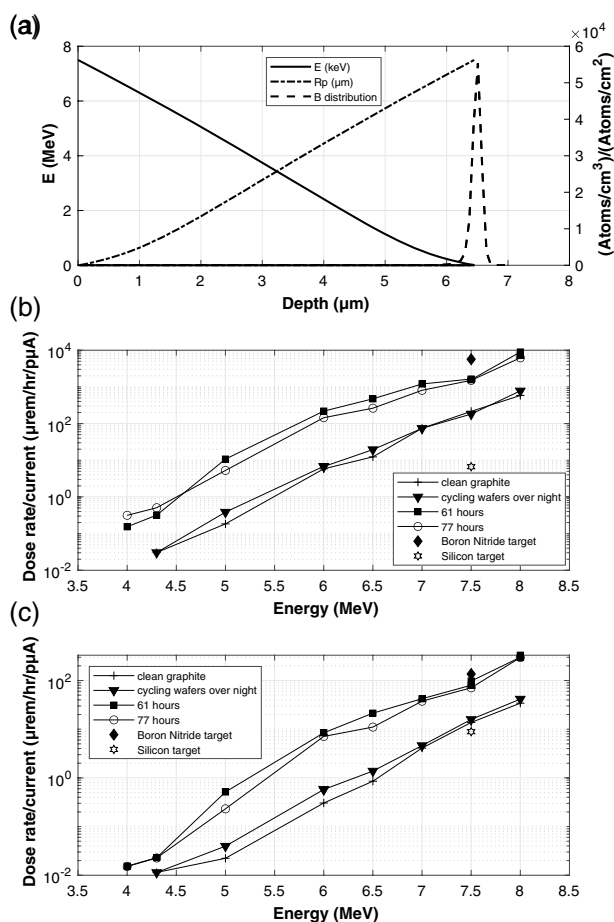 (a)
×10⁴
8
6
4
2
0
E (MeV)
E (keV)
Rp (µm)
B distribution
6
5
4
3
2
1
0
(Atoms/cm³)/(Atoms/cm²)
0 1 2 3 4 5 6 7 8
Depth (µm)
(b)
10⁴
10²
10⁰
10⁻²
Dose rate/current (µrem/hr/pµA)
clean graphite
cycling wafers over night
61 hours
77 hours
Boron Nitride target
Silicon target
3.5 4 4.5 5 5.5 6 6.5 7 7.5 8 8.5
Energy (MeV)
(c)
10²
10⁰
10⁻²
Dose rate/current (µrem/hr/pµA)
clean graphite
cycling wafers over night
61 hours
77 hours
Boron Nitride target
Silicon target
3.5 4 4.5 5 5.5 6 6.5 7 7.5 8 8.5
Energy (MeV)